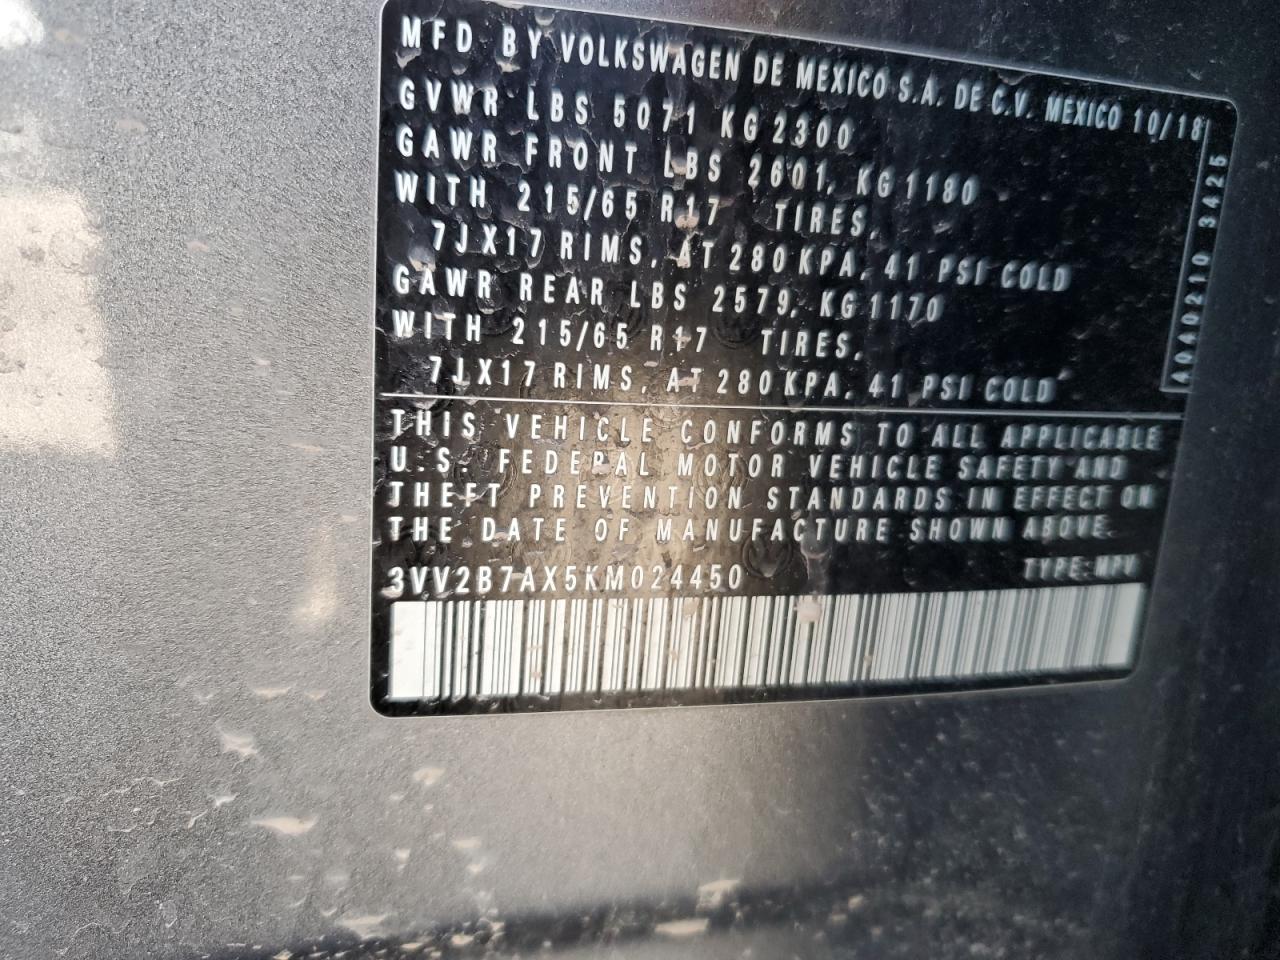 MFD BY VOLKSWAGEN DE MEXICO S.A. DE C.V. MEXICO 10/18
GVWR LBS 5071 KG 2300
GAWR FRONT LBS 2601, KG 1180
WITH 215/65 R17 TIRES,
7JX17 RIMS, AT 280 KPA, 41 PSI COLD
GAWR REAR LBS 2579, KG 1170
WITH 215/65 R17 TIRES,
7JX17 RIMS, AT 280 KPA, 41 PSI COLD
A040210 3425
THIS VEHICLE CONFORMS TO ALL APPLICABLE
U.S. FEDERAL MOTOR VEHICLE SAFETY AND
THEFT PREVENTION STANDARDS IN EFFECT ON
THE DATE OF MANUFACTURE SHOWN ABOVE.
3VV2B7AX5KM024450 TYPE:MPV